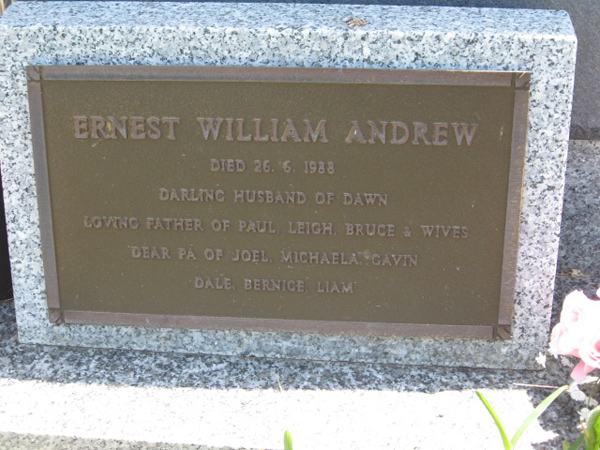 ERNEST WILLIAM ANDREW
DIED 26. 6. 1988
DARLING HUSBAND OF DAWN
LOVING FATHER OF PAUL, LEIGH, BRUCE & WIVES
DEAR PA OF JOEL, MICHAELA, GAVIN
DALE, BERNICE, LIAM